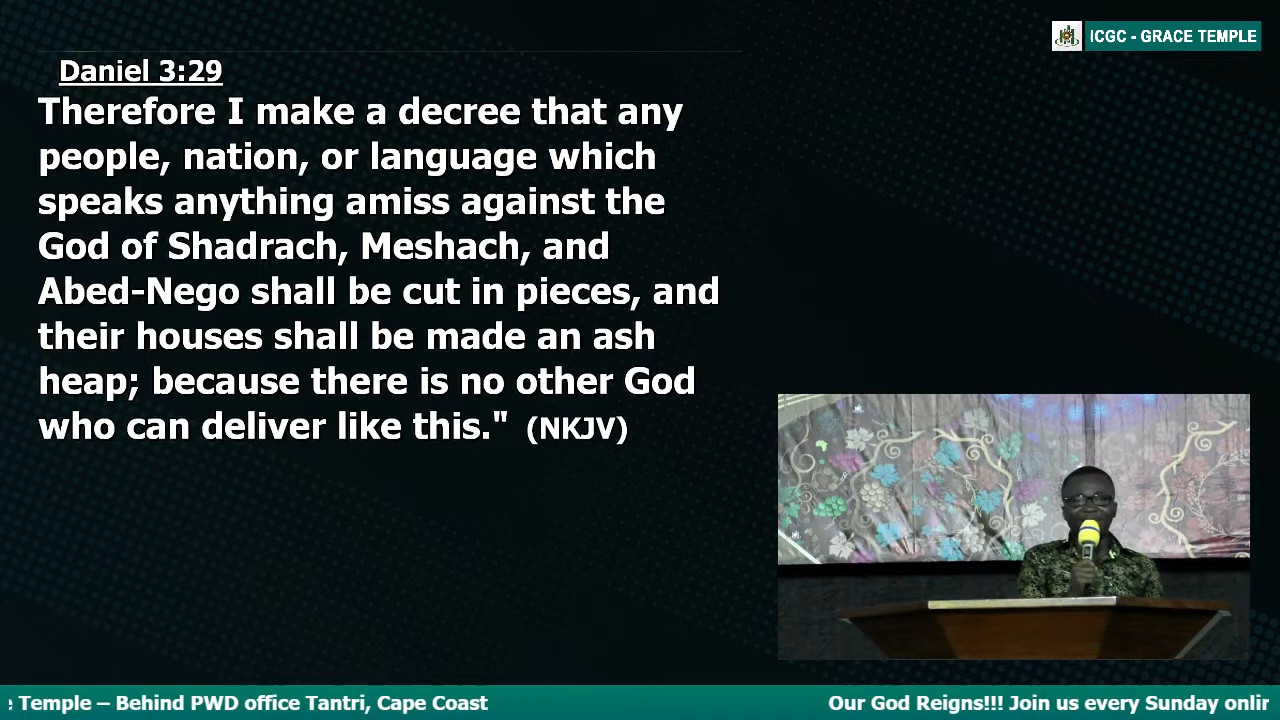 ICGC - GRACE TEMPLE
Daniel 3:29
Therefore I make a decree that any
people, nation, or language which
speaks anything amiss against the
God of Shadrach, Meshach, and
Abed-Nego shall be cut in pieces, and
their houses shall be made an ash
heap; because there is no other God
who can deliver like this." (NKJV)
Temple – Behind PWD office Tantri, Cape Coast
Our God Reigns!!! Join us every Sunday onlin